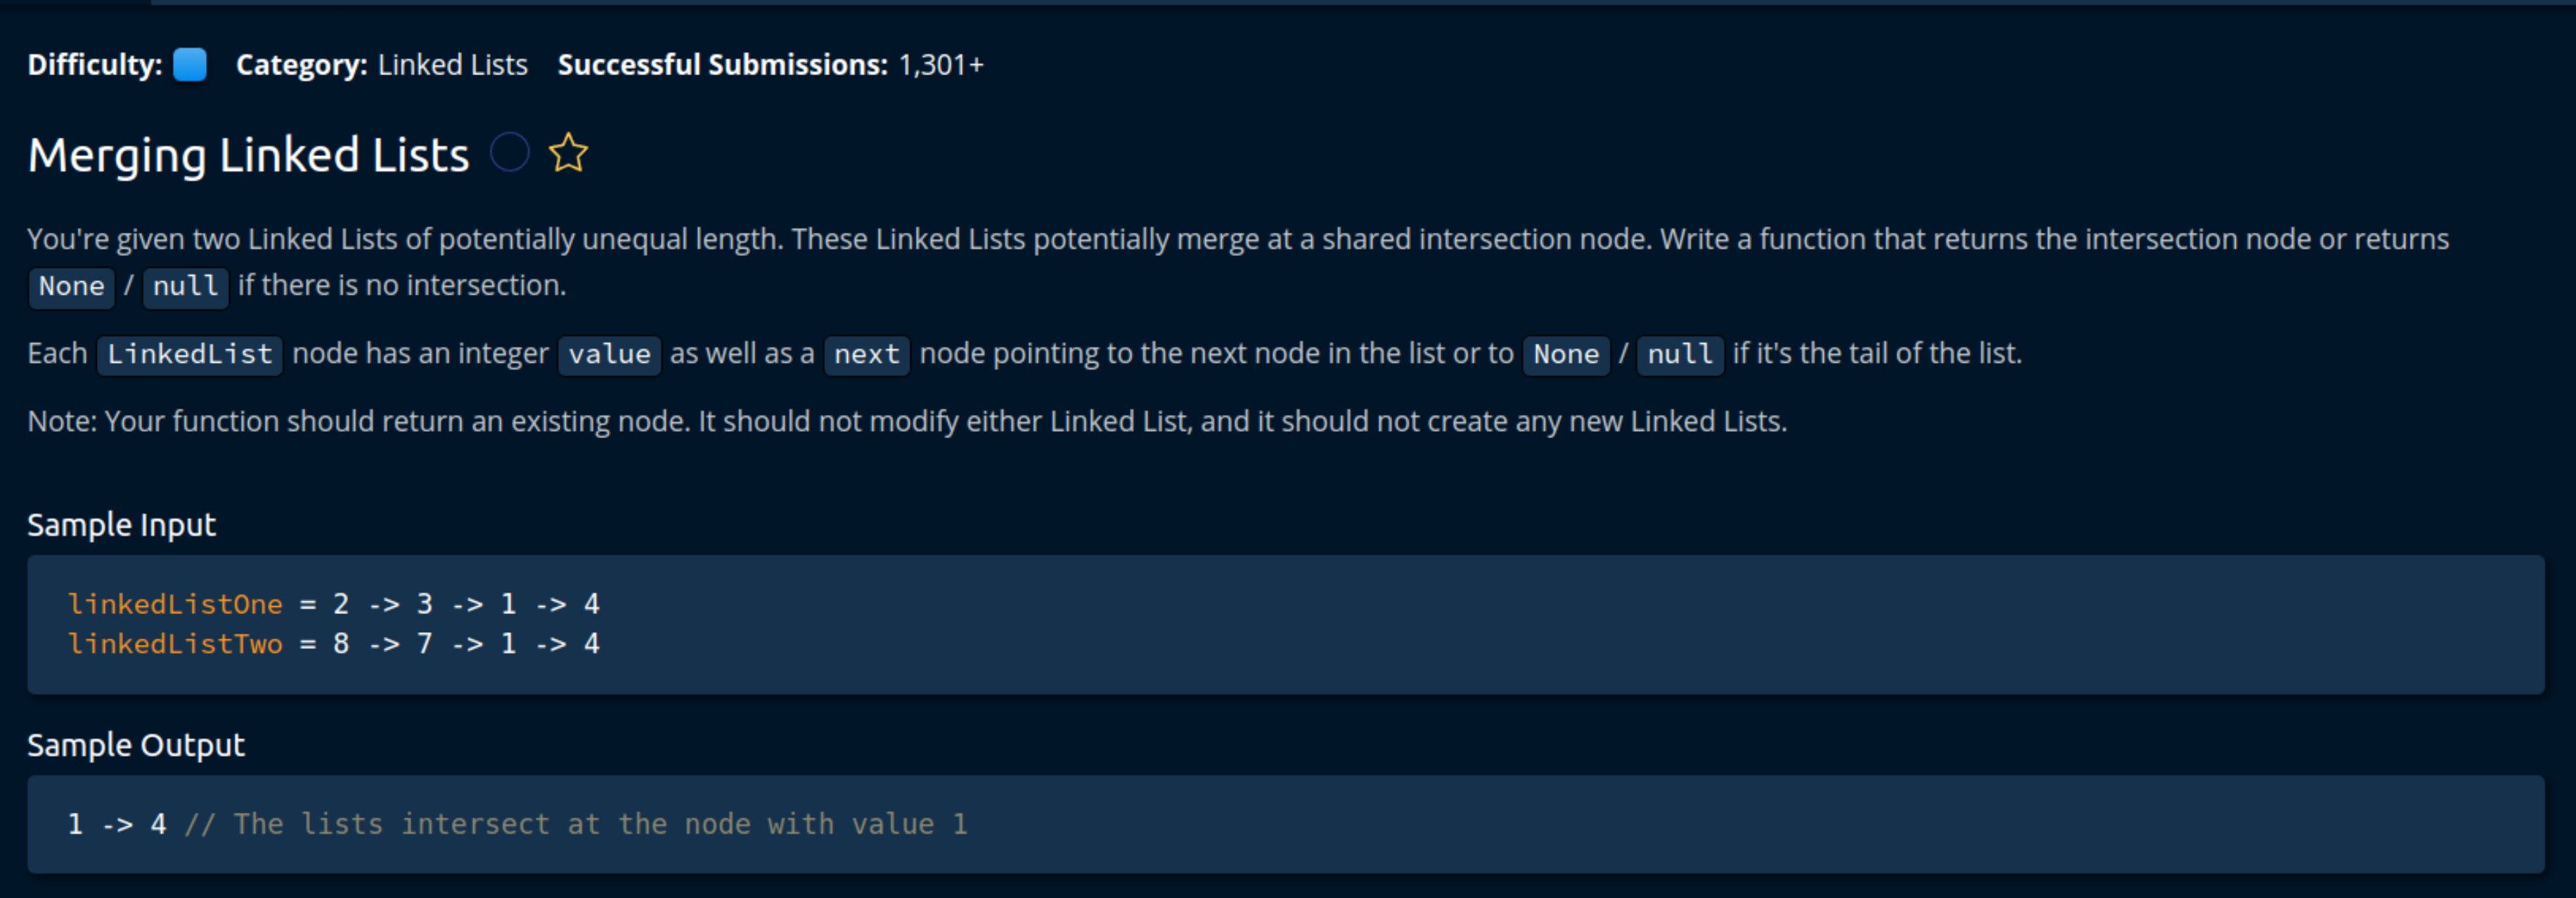 Difficulty: Category: Linked Lists Successful Submissions: 1,301+
Merging Linked Lists
You're given two Linked Lists of potentially unequal length. These Linked Lists potentially merge at a shared intersection node. Write a function that returns the intersection node or returns
None / null if there is no intersection.
Each LinkedList node has an integer value as well as a next node pointing to the next node in the list or to None / null if it's the tail of the list.
Note: Your function should return an existing node. It should not modify either Linked List, and it should not create any new Linked Lists.
Sample Input
linkedListOne = 2 -> 3 -> 1 -> 4
linkedListTwo = 8 -> 7 -> 1 -> 4
Sample Output
1 -> 4 // The lists intersect at the node with value 1